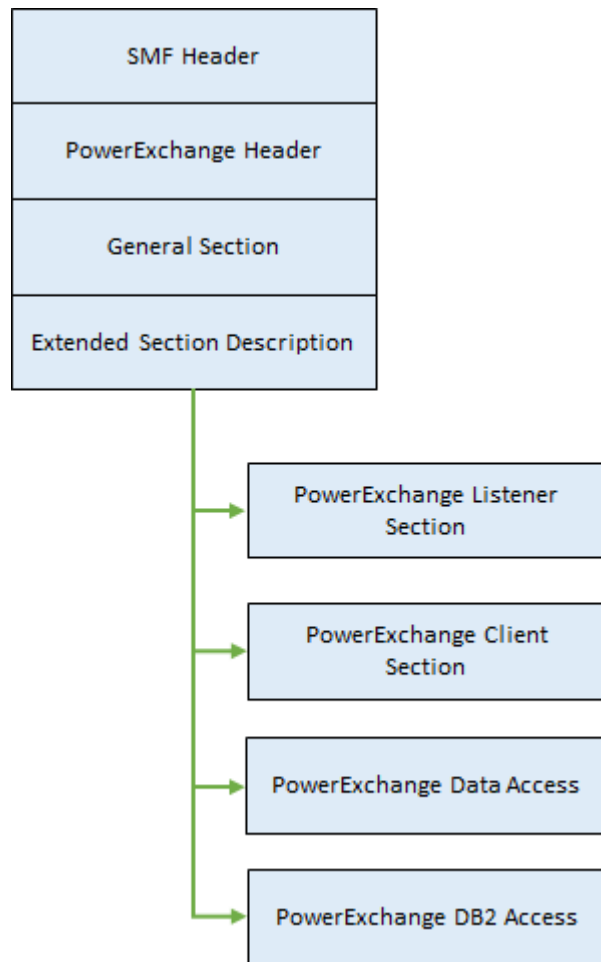 SMF Header
PowerExchange Header
General Section
Extended Section Description
PowerExchange Listener
Section
PowerExchange Client
Section
PowerExchange Data Access
PowerExchange DB2 Access